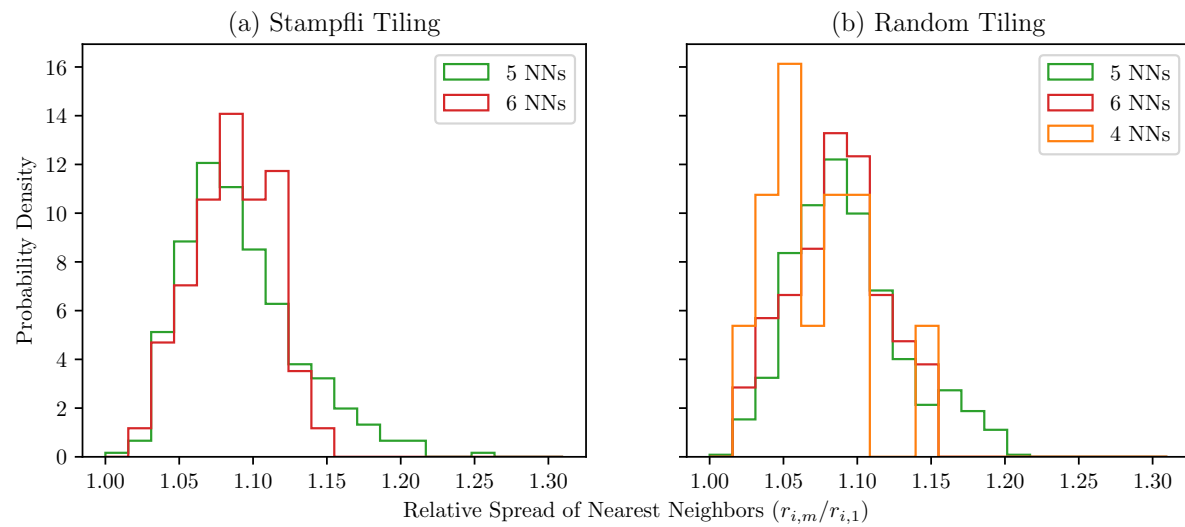 (a) Stampfli Tiling
(b) Random Tiling
16
14
12
10
8
6
4
2
0
Probability Density
5 NNs
6 NNs
5 NNs
6 NNs
4 NNs
1.00 1.05 1.10 1.15 1.20 1.25 1.30
1.00 1.05 1.10 1.15 1.20 1.25 1.30
Relative Spread of Nearest Neighbors (r_{i,m}/r_{i,1})